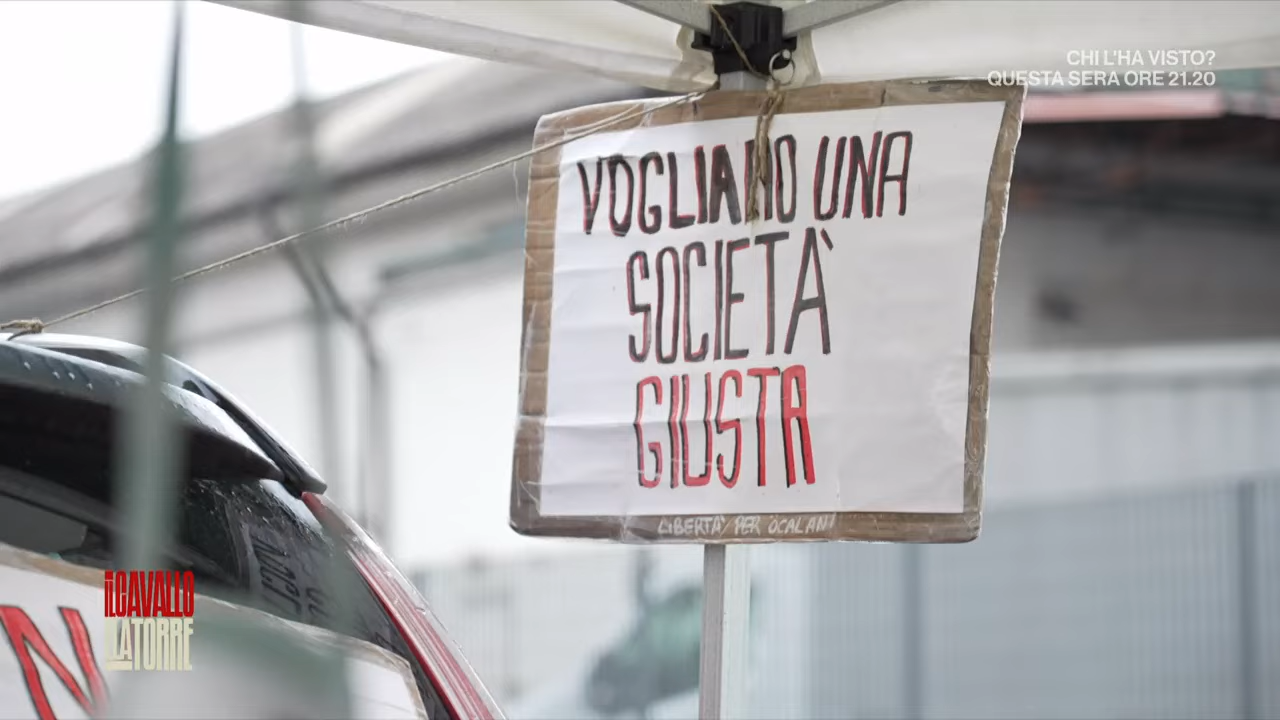 CHI L'HA VISTO?
QUESTA SERA ORE 21.20
VOGLIAMO UNA
SOCIETÀ
GIUSTA
LIBERTÀ PER OCALAN
IL CAVALLO
E LA TORRE
N